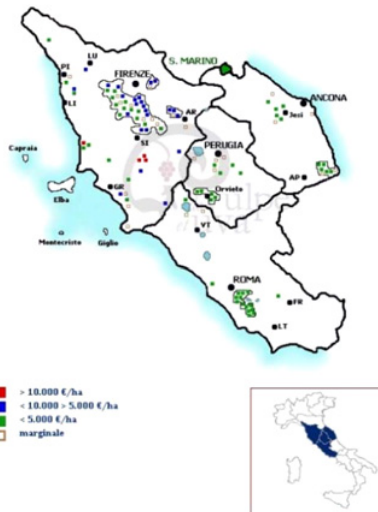 S. MARINO
LU
PI
FIRENZE
LI
ANCONA
Jesi
AR
SI
PERUGIA
Capraia
AP
GR
Orvieto
Elba
VT
Montecristo
Giglio
ROMA
FR
LT
> 10.000 €/ha
< 10.000 > 5.000 €/ha
< 5.000 €/ha
marginale